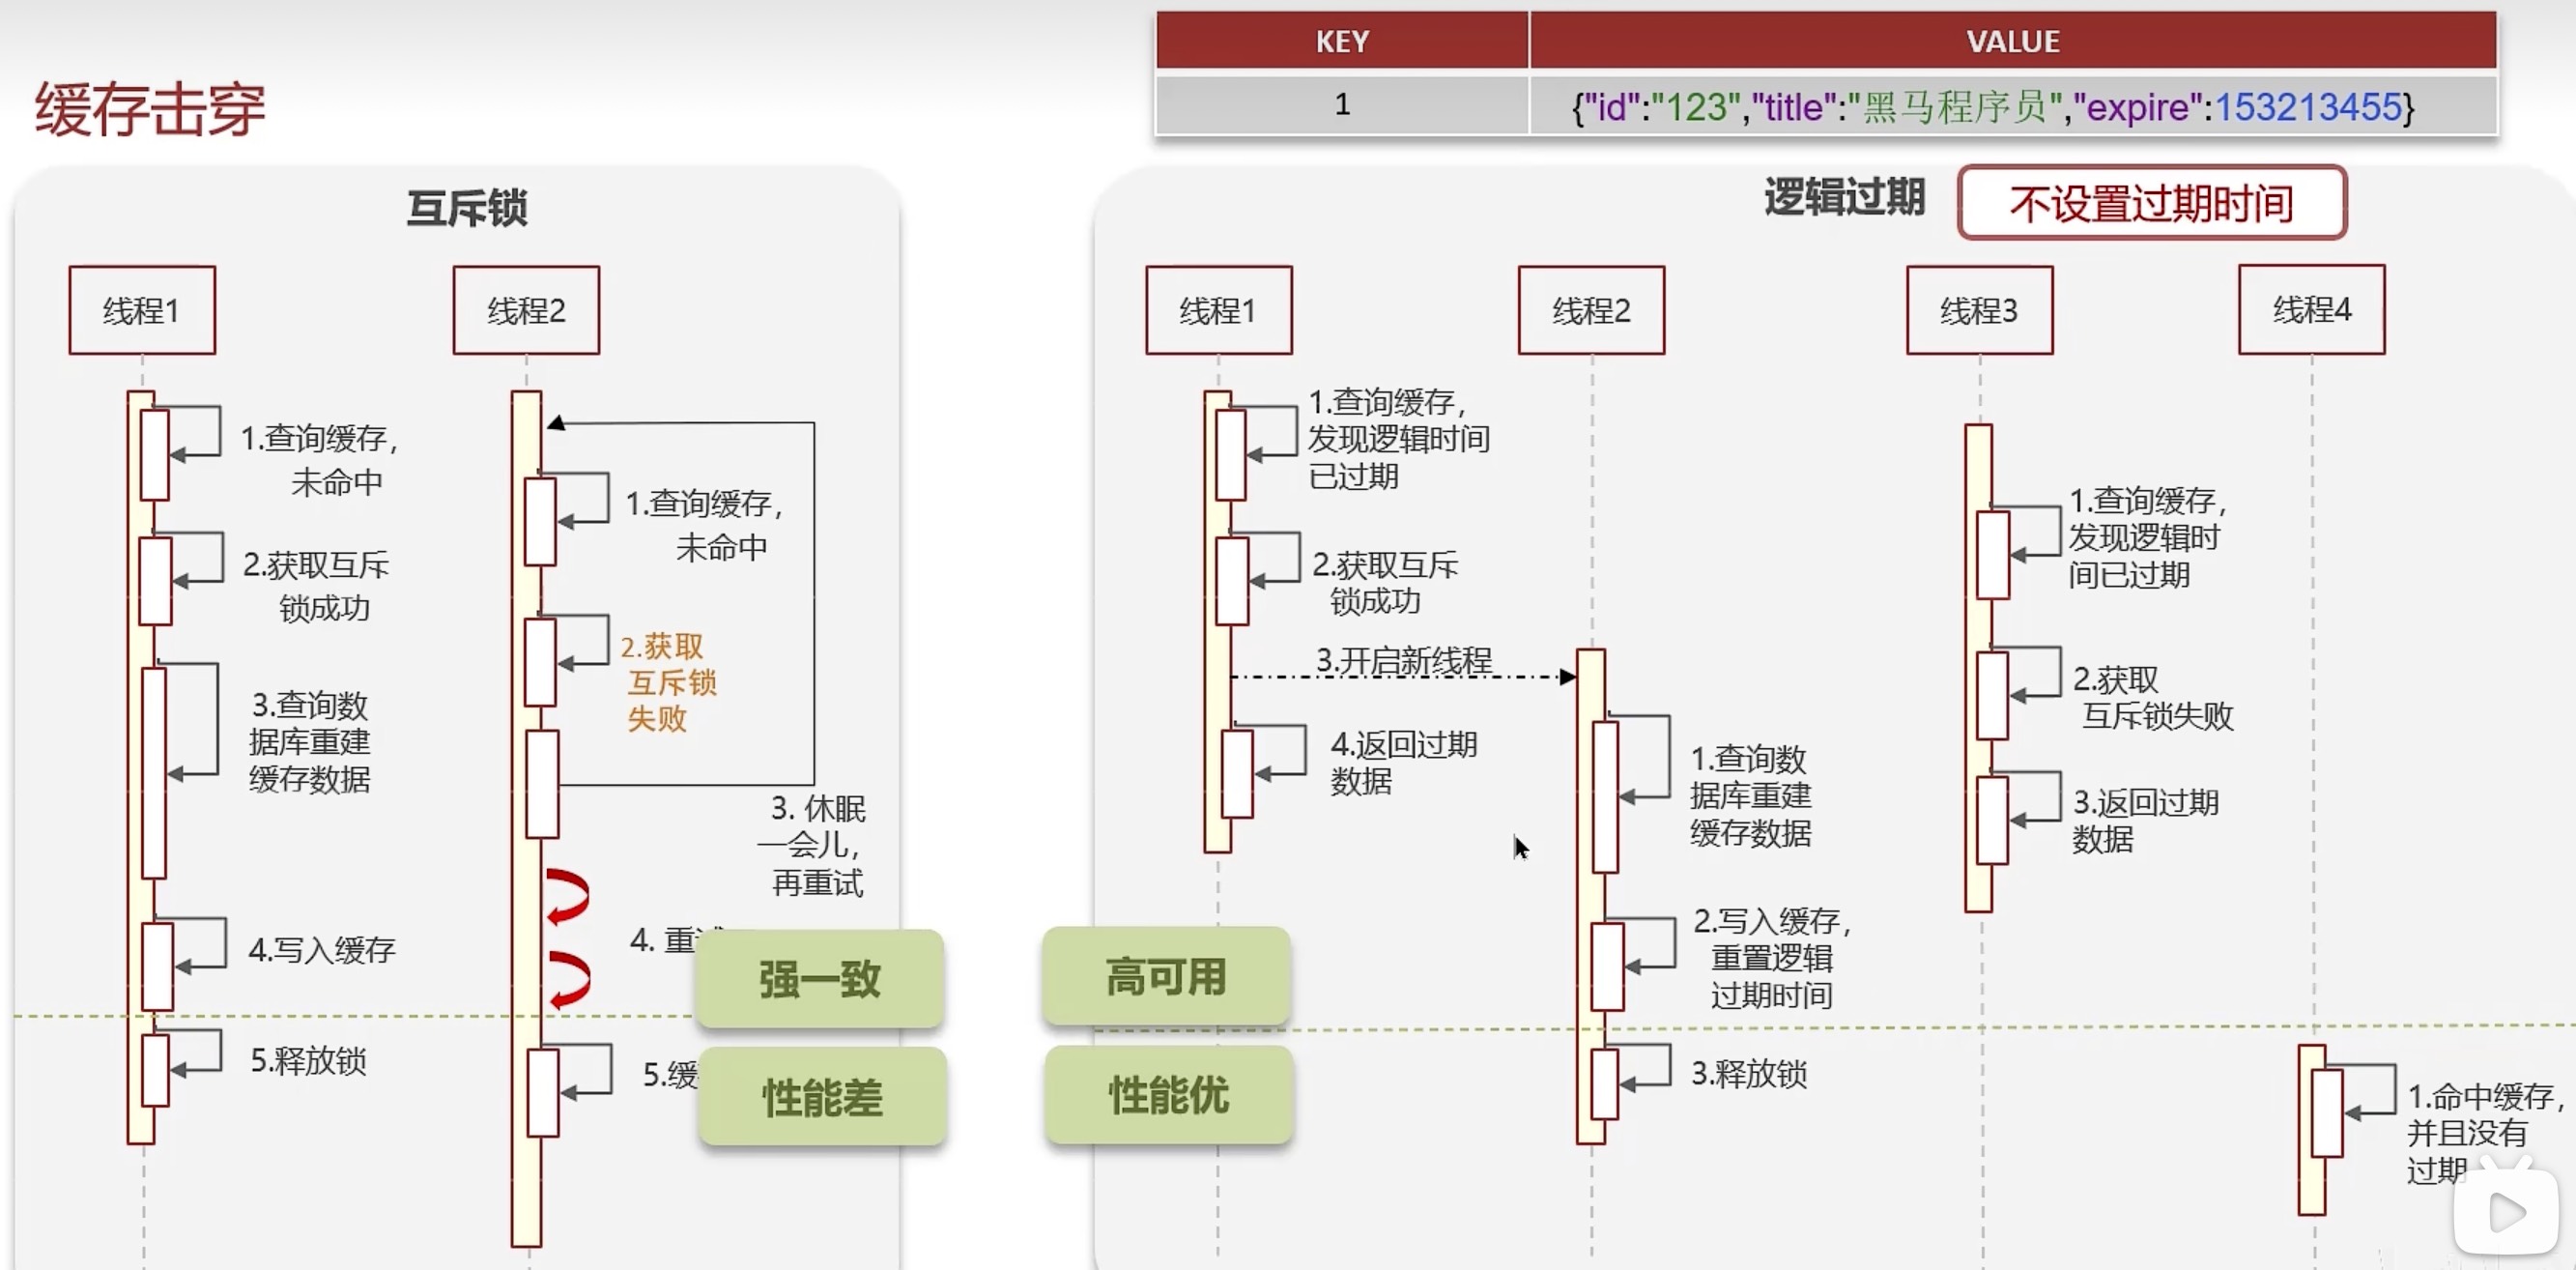 KEY
VALUE
1
{"id":"123","title":"黑马程序员","expire":153213455}
缓存击穿
互斥锁
线程1
线程2
1.查询缓存,
未命中
2.获取互斥
锁成功
3.查询数
据库重建
缓存数据
4.写入缓存
5.释放锁
1.查询缓存,
未命中
2.获取
互斥锁
失败
3. 休眠
一会儿,
再重试
4. 重
5.缓
强一致
性能差
逻辑过期
不设置过期时间
线程1
线程2
线程3
线程4
1.查询缓存,
发现逻辑时间
已过期
2.获取互斥
锁成功
3.开启新线程
4.返回过期
数据
高可用
性能优
1.查询数
据库重建
缓存数据
2.写入缓存,
重置逻辑
过期时间
3.释放锁
1.查询缓存,
发现逻辑时
间已过期
2.获取
互斥锁失败
3.返回过期
数据
1.命中缓存,
并且没有
过期